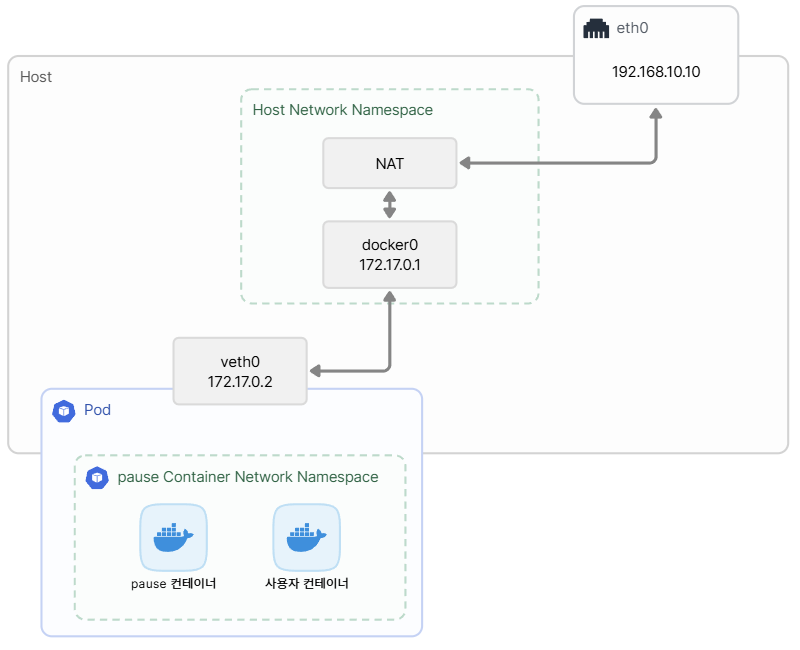 eth0
192.168.10.10
Host
Host Network Namespace
NAT
docker0
172.17.0.1
veth0
172.17.0.2
Pod
pause Container Network Namespace
pause 컨테이너
사용자 컨테이너